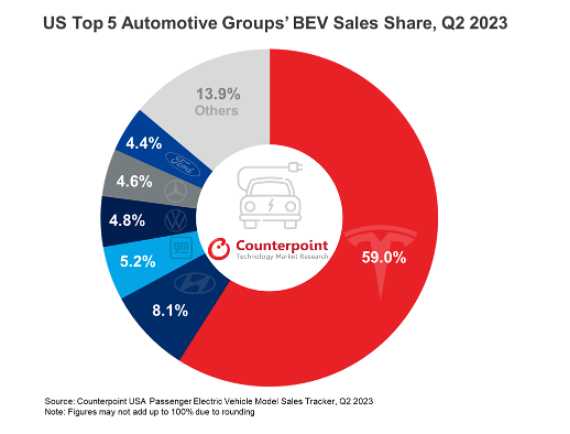 US Top 5 Automotive Groups' BEV Sales Share, Q2 2023
13.9%
Others
4.4%
Ford
4.6%
4.8%
5.2%
gm
8.1%
59.0%
Counterpoint
Technology Market Research
Source: Counterpoint USA Passenger Electric Vehicle Model Sales Tracker, Q2 2023
Note: Figures may not add up to 100% due to rounding